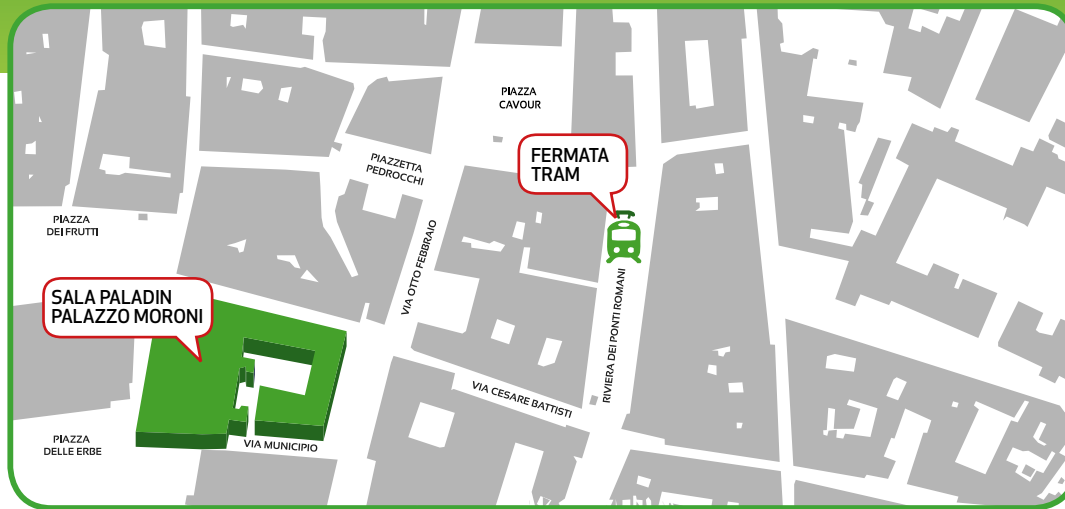 PIAZZA
CAVOUR
FERMATA
TRAM
PIAZZETTA
PEDROCCHI
PIAZZA
DEI FRUTTI
VIA OTTO FEBBRAIO
SALA PALADIN
PALAZZO MORONI
RIVIERA DEI PONTI ROMANI
VIA CESARE BATTISTI
PIAZZA
DELLE ERBE
VIA MUNICIPIO